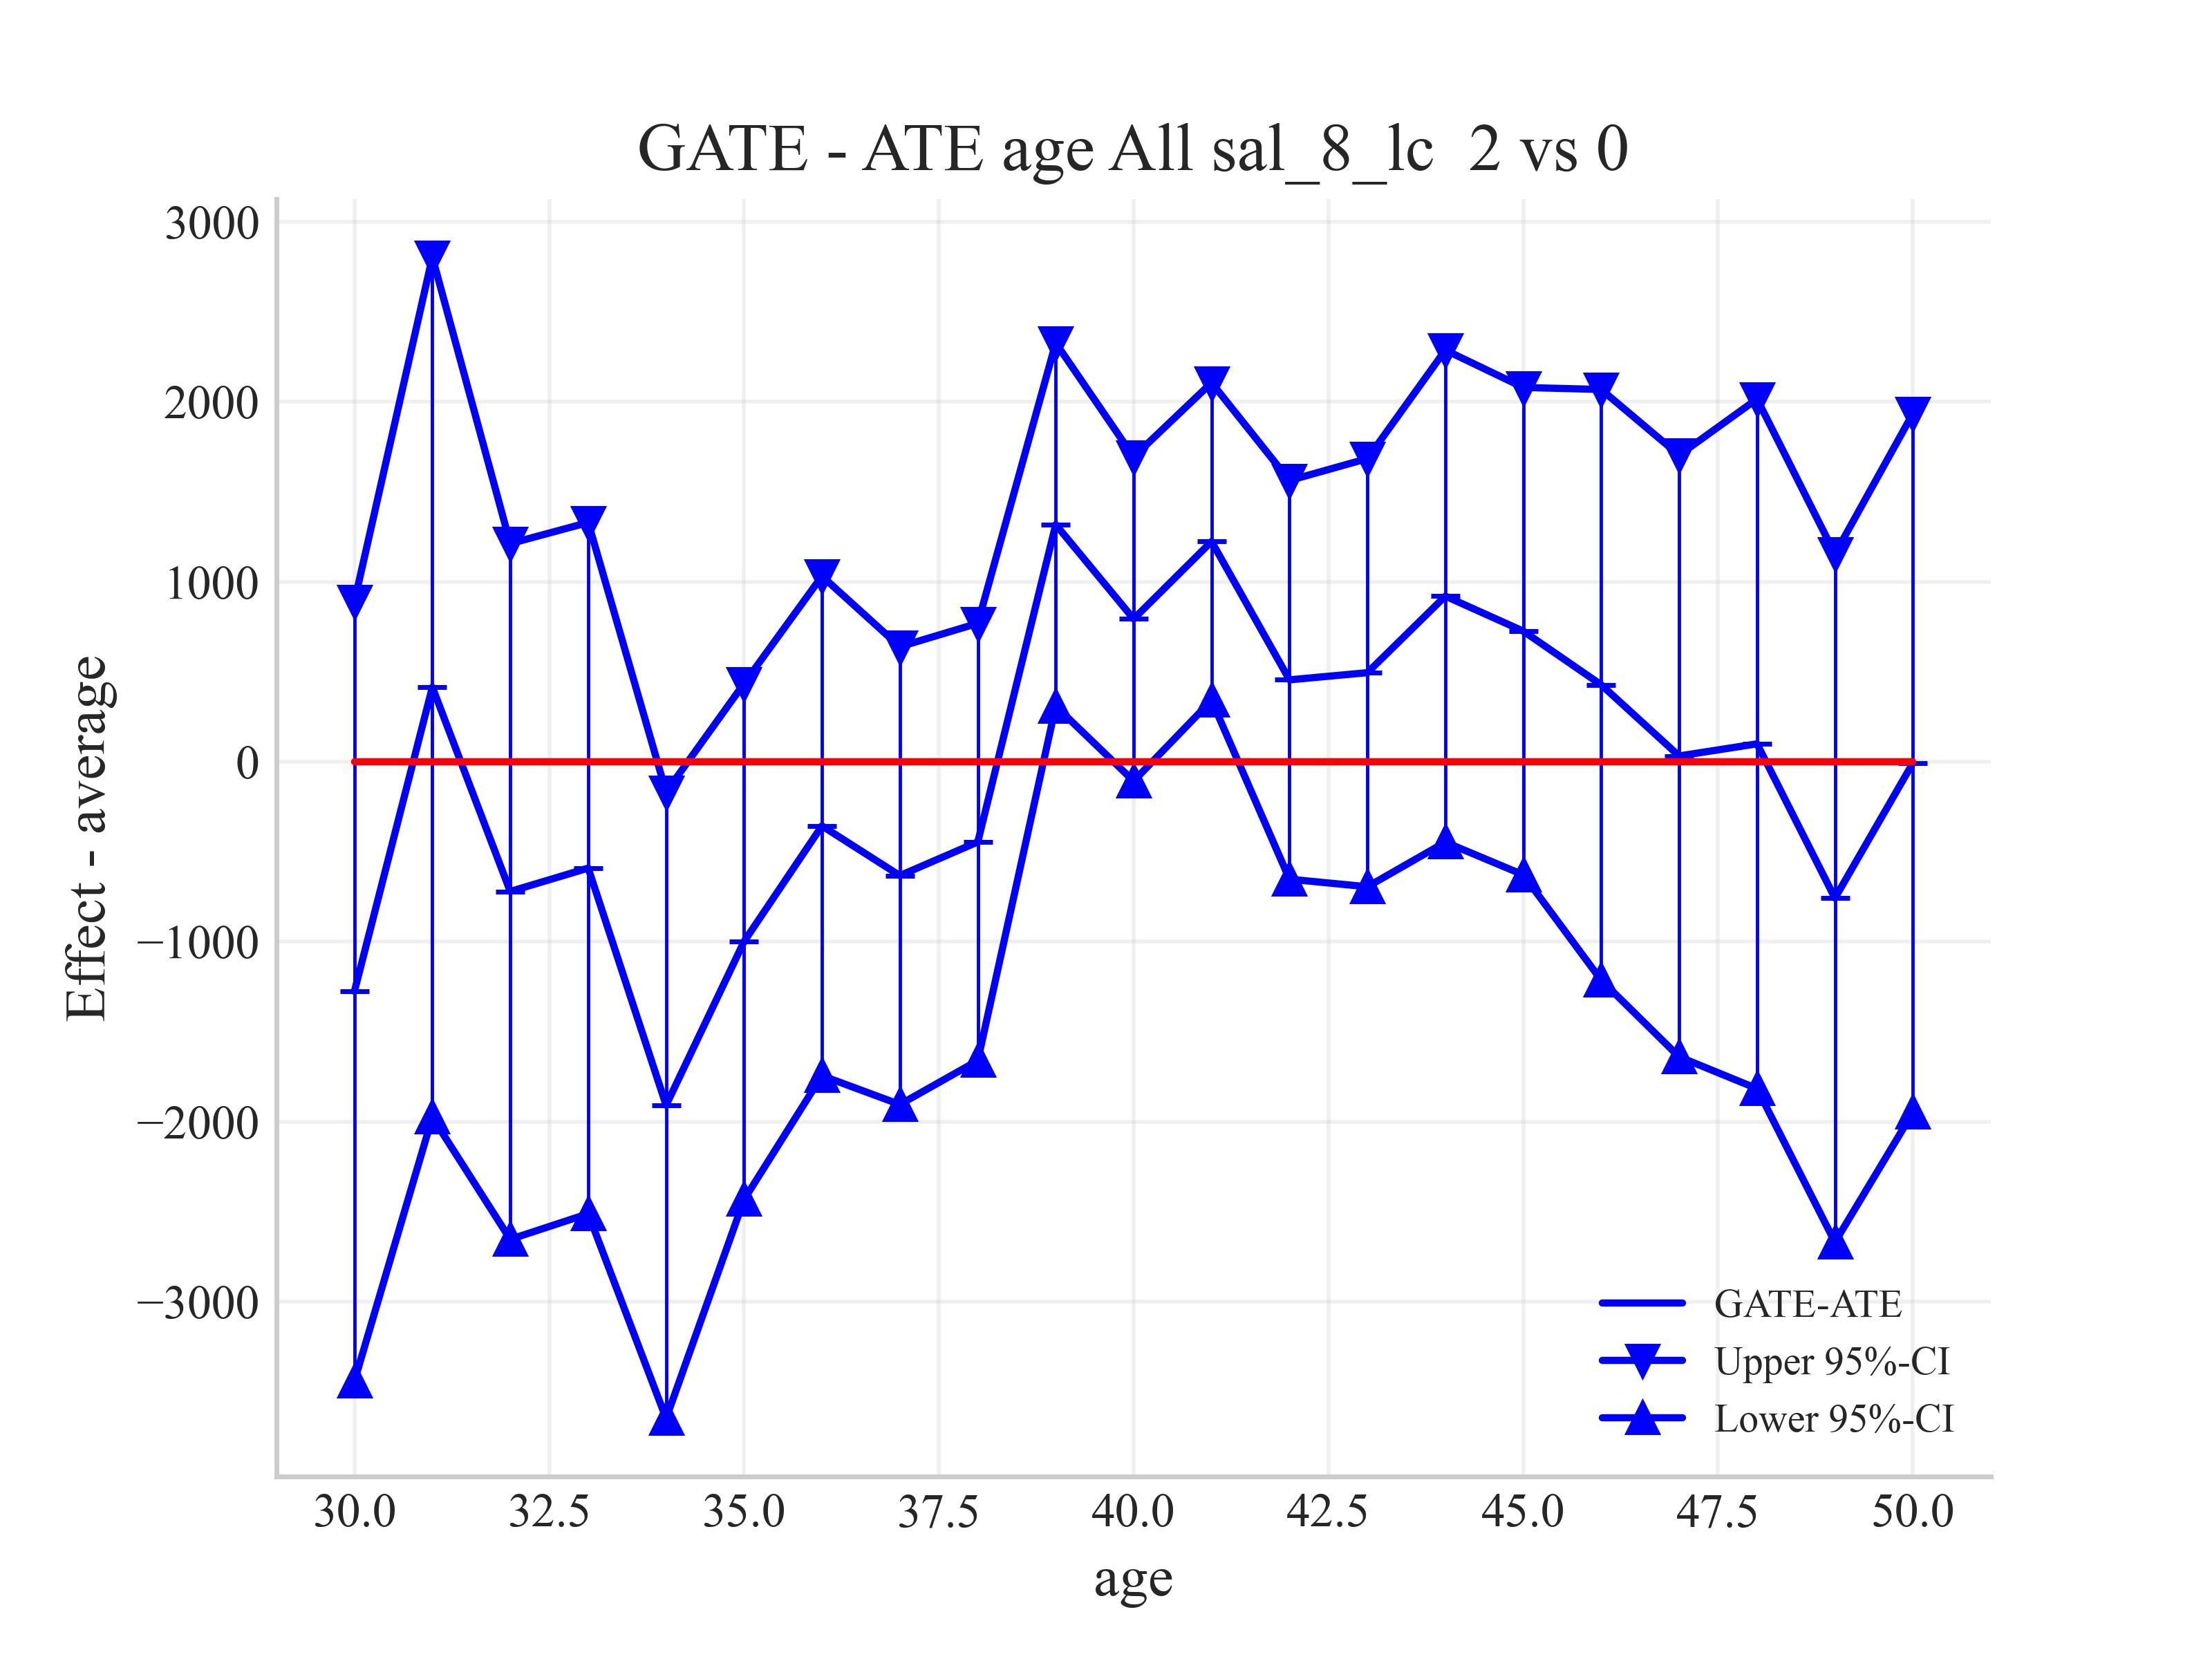 GATE - ATE age All sal_8_lc  2 vs 0
3000
2000
1000
0
−1000
−2000
−3000
Effect - average
30.0 32.5 35.0 37.5 40.0 42.5 45.0 47.5 50.0
age
GATE-ATE
Upper 95%-CI
Lower 95%-CI